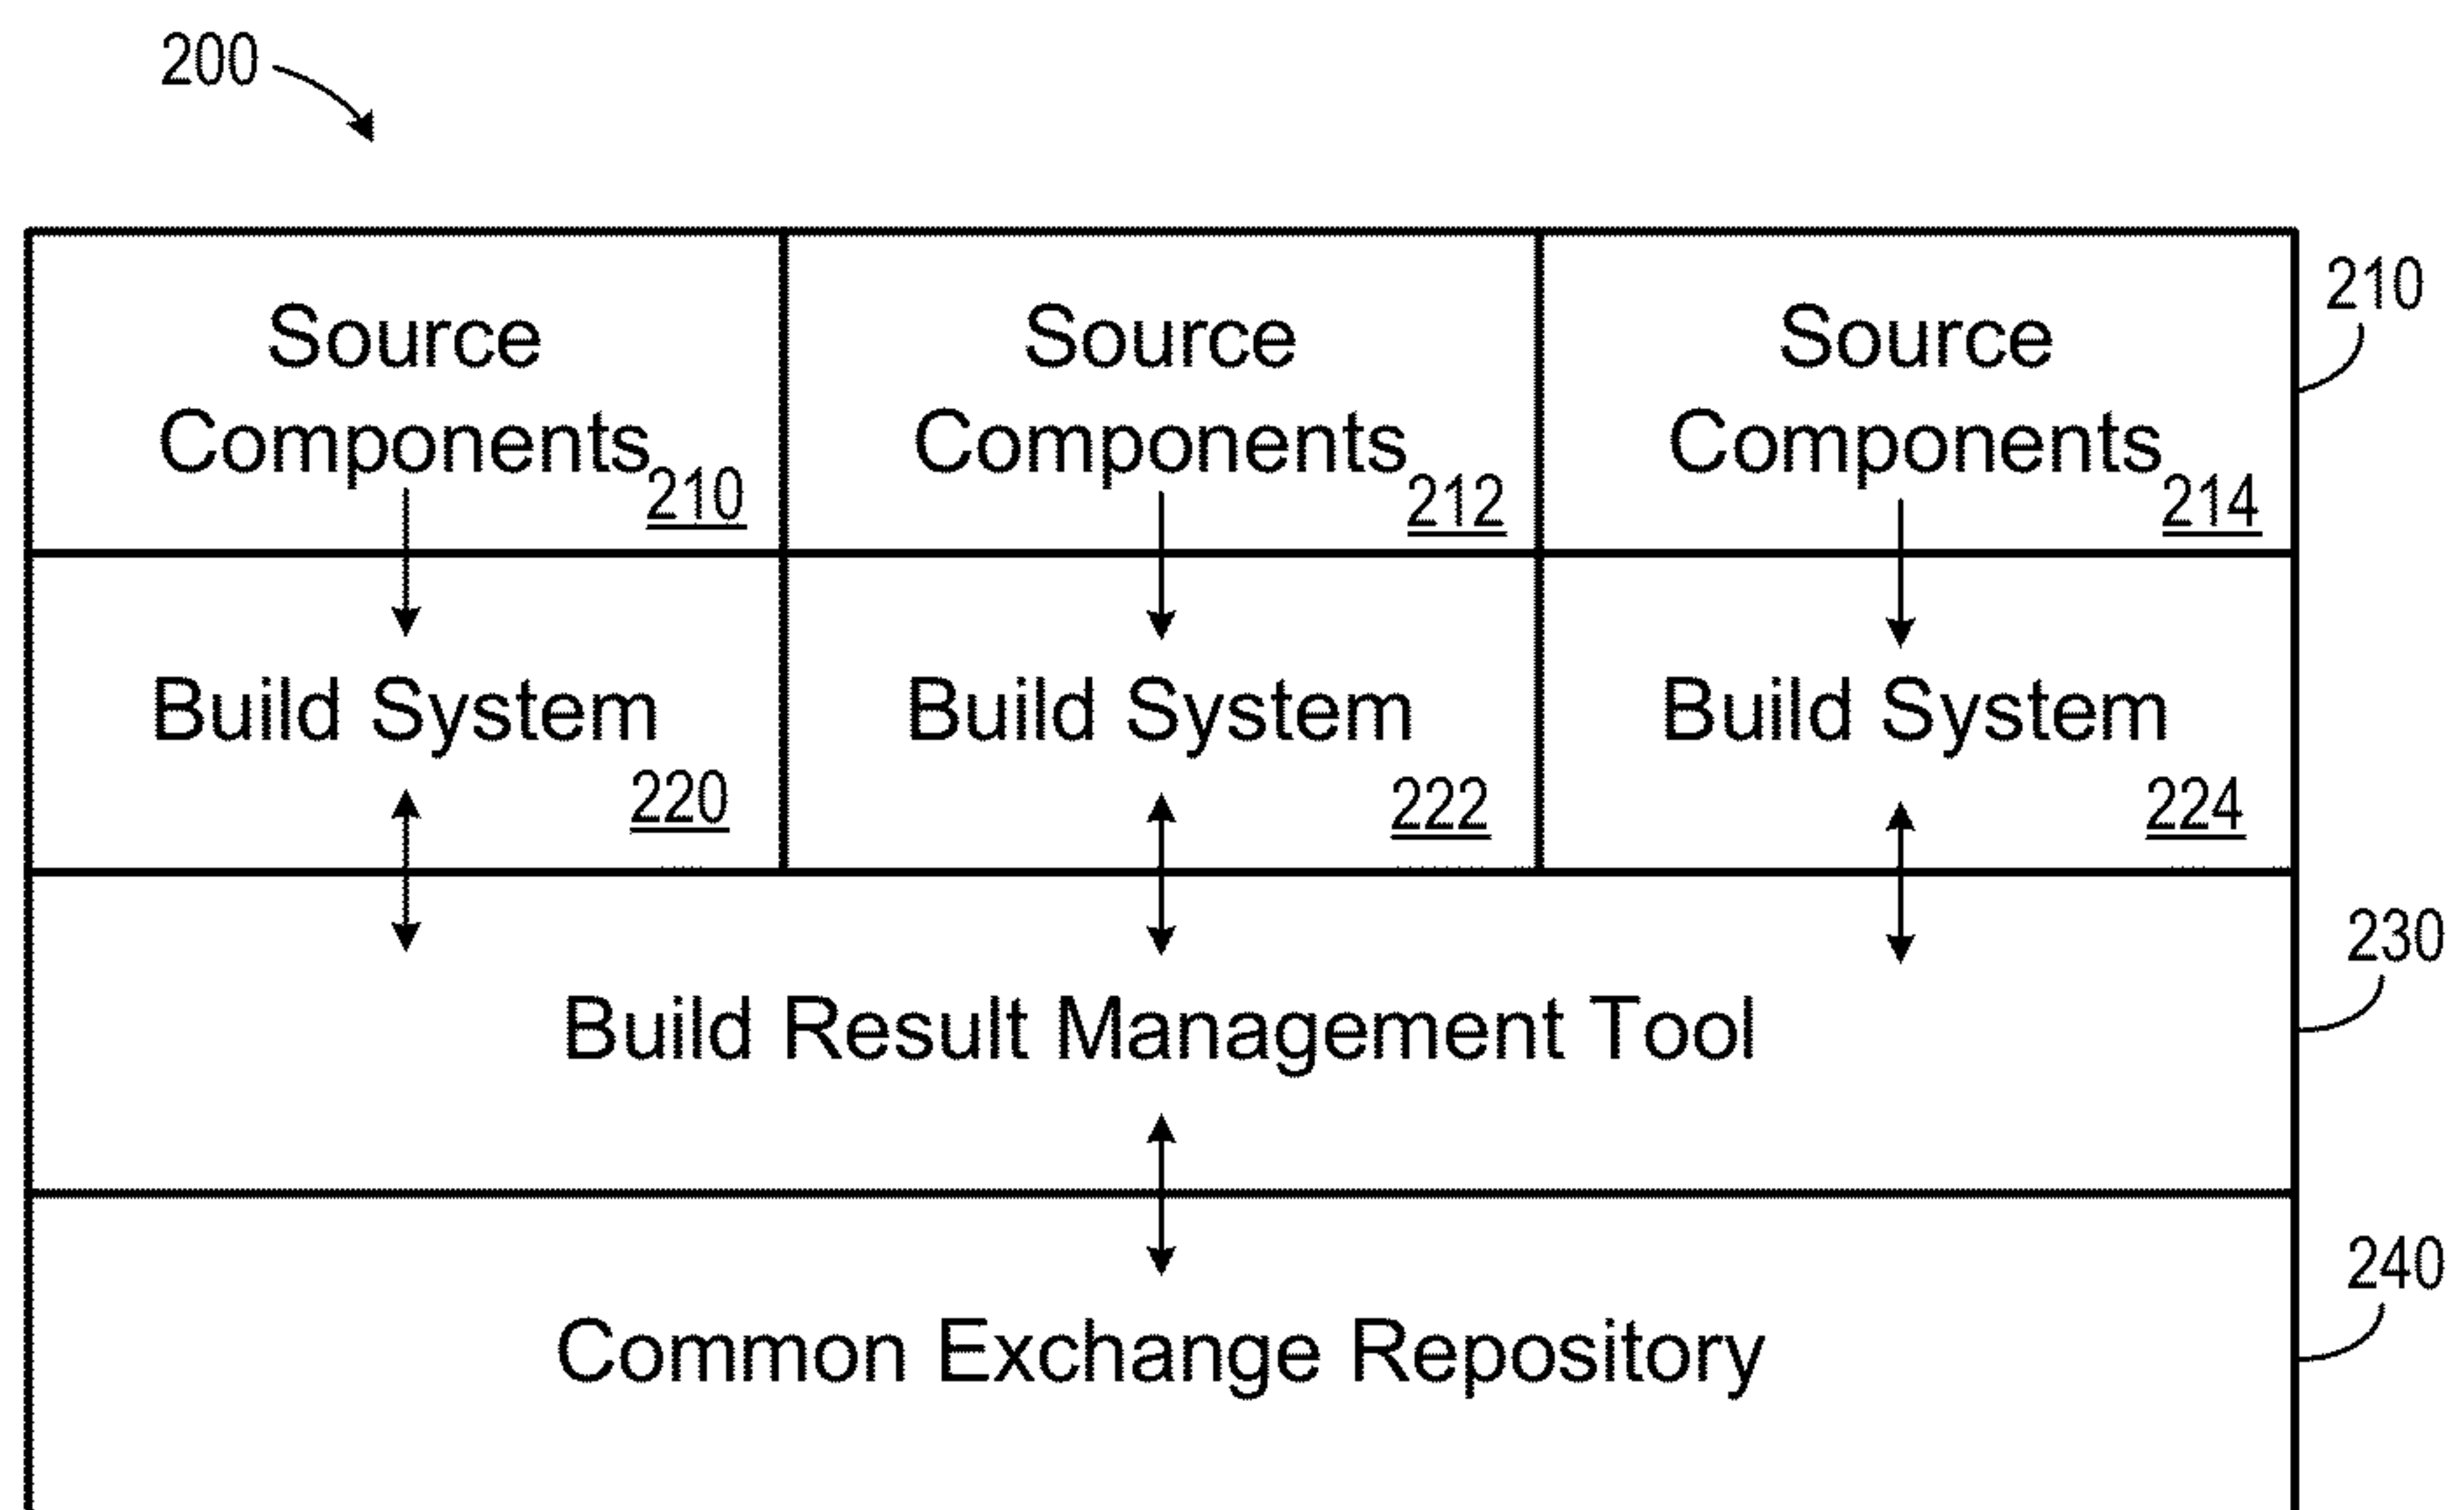 200
Source
Components
210
Source
Components
212
Source
Components
214
210
Build System
220
Build System
222
Build System
224
Build Result Management Tool
230
Common Exchange Repository
240